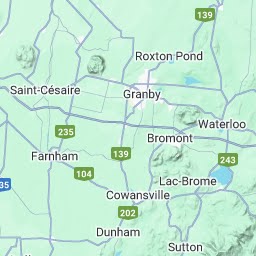 139
Roxton Pond
Saint-Césaire
Granby
Waterloo
235
Bromont
139
Farnham
243
104
Lac-Brome
35
Cowansville
202
Dunham
Sutton